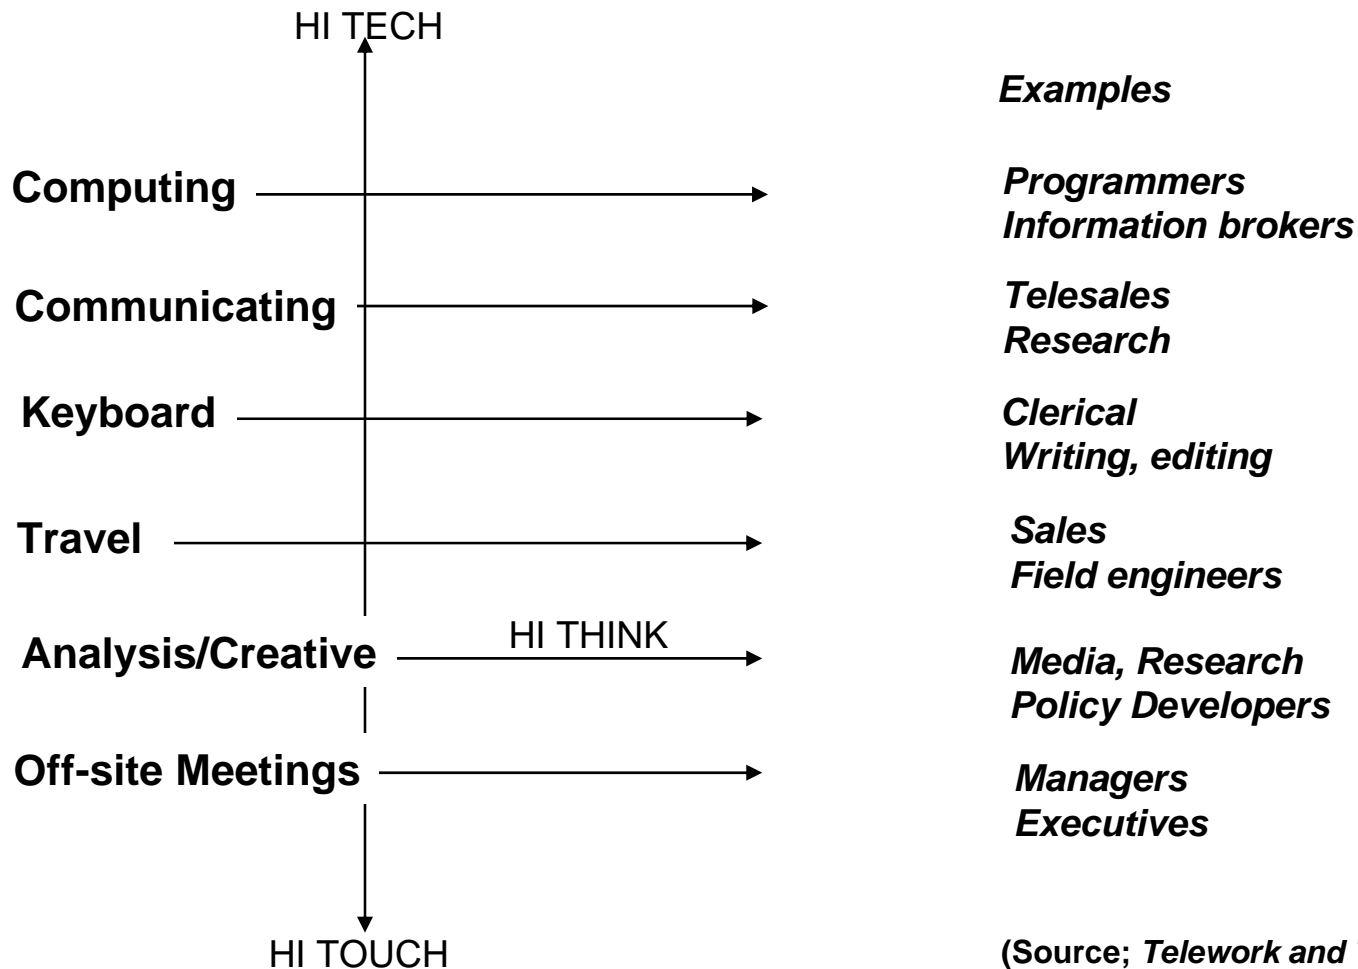 HI TECH
Examples
Computing
Programmers
Information brokers
Communicating
Telesales
Research
Keyboard
Clerical
Writing, editing
Travel
Sales
Field engineers
HI THINK
Analysis/Creative
Media, Research
Policy Developers
Off-site Meetings
Managers
Executives
HI TOUCH
(Source; Telework and